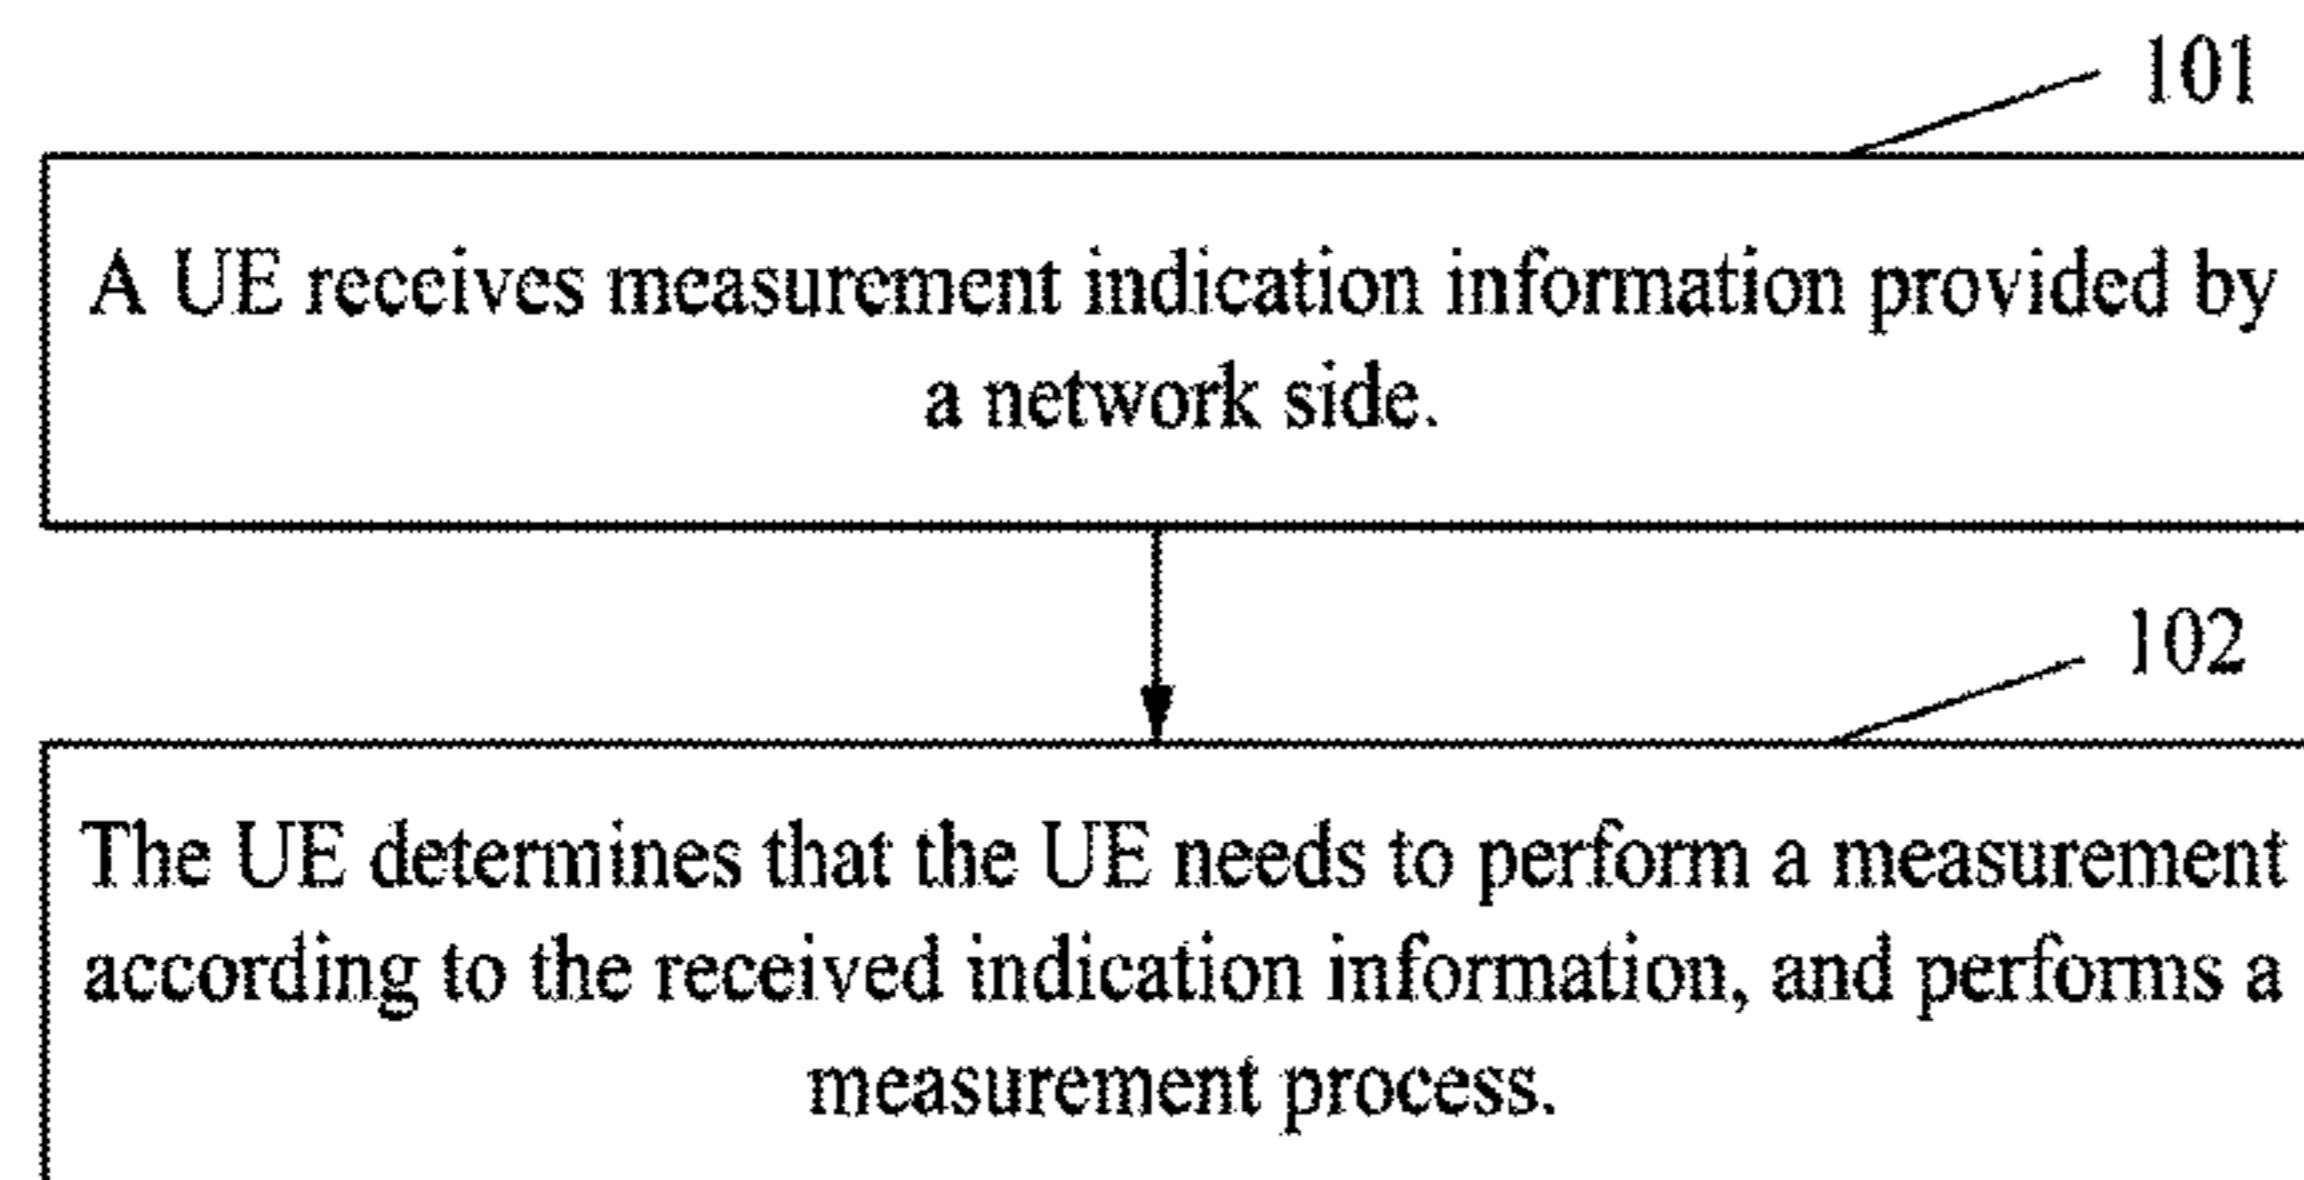 101
A UE receives measurement indication information provided by
a network side.
102
The UE determines that the UE needs to perform a measurement
according to the received indication information, and performs a
measurement process.